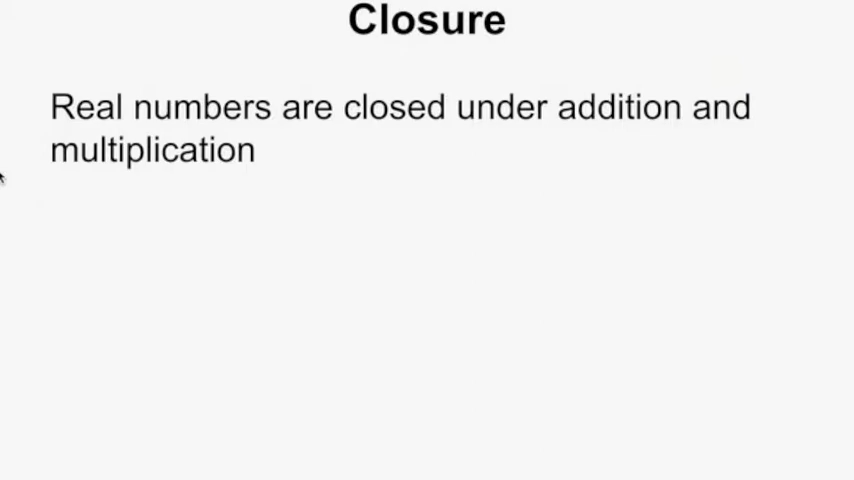 Closure
Real numbers are closed under addition and
multiplication